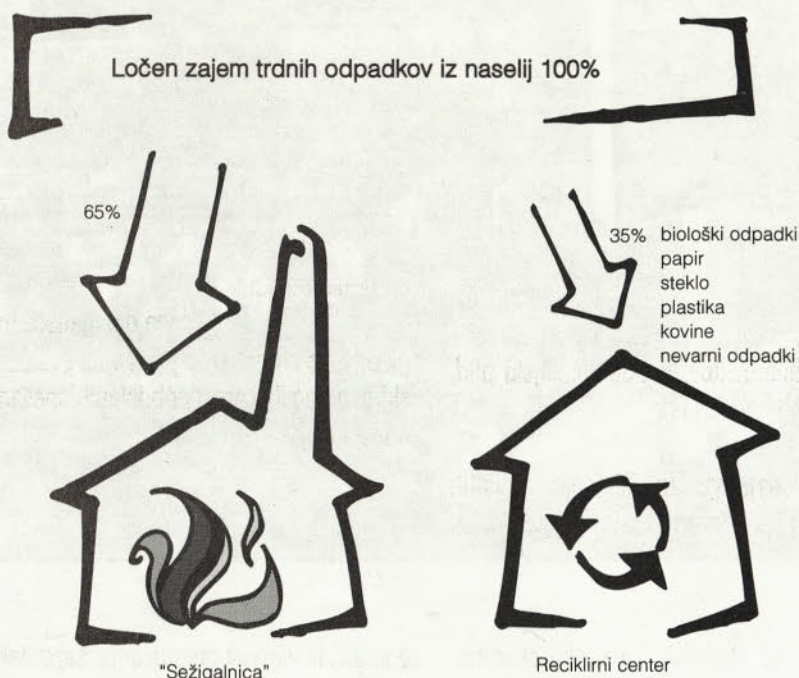 Ločen zajem trdnih odpadkov iz naselij 100%
65%
35% biološki odpadki
papir
steklo
plastika
kovine
nevarni odpadki
"Sežigalnica"
Reciklirni center